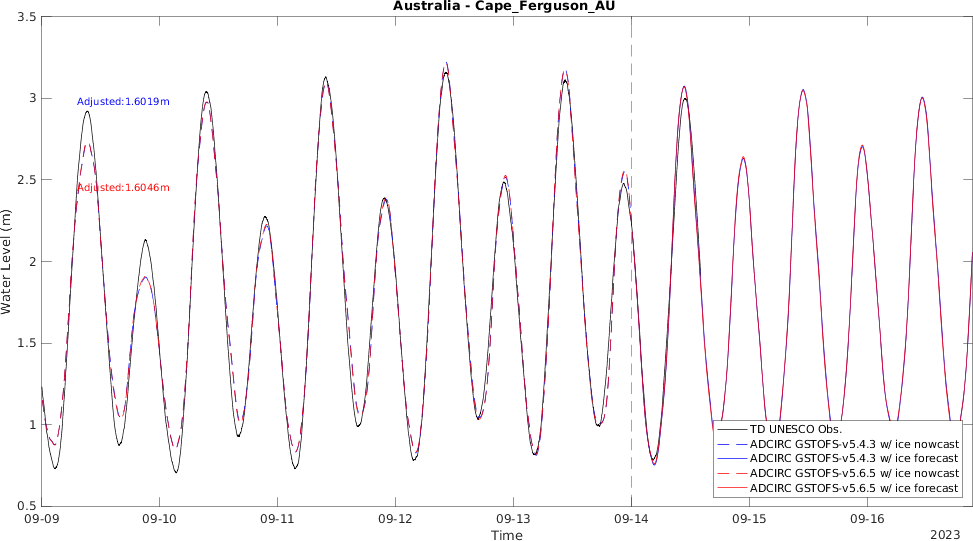 Australia - Cape_Ferguson_AU
3.5
3
2.5
2
1.5
1
0.5
Water Level (m)
Adjusted:1.6019m
Adjusted:1.6046m
TD UNESCO Obs.
ADCIRC GSTOFS-v5.4.3 w/ ice nowcast
ADCIRC GSTOFS-v5.4.3 w/ ice forecast
ADCIRC GSTOFS-v5.6.5 w/ ice nowcast
ADCIRC GSTOFS-v5.6.5 w/ ice forecast
09-09 09-10 09-11 09-12 09-13 09-14 09-15 09-16
Time
2023